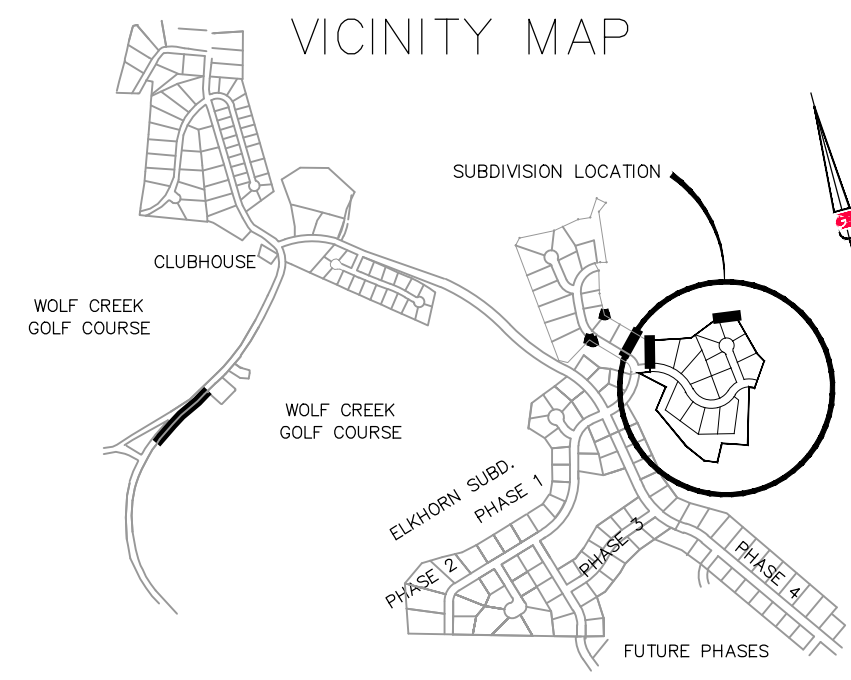 VICINITY MAP
SUBDIVISION LOCATION
CLUBHOUSE
WOLF CREEK
GOLF COURSE
WOLF CREEK
GOLF COURSE
ELKHORN SUBD.
PHASE 1
PHASE 2
PHASE 3
PHASE 4
FUTURE PHASES